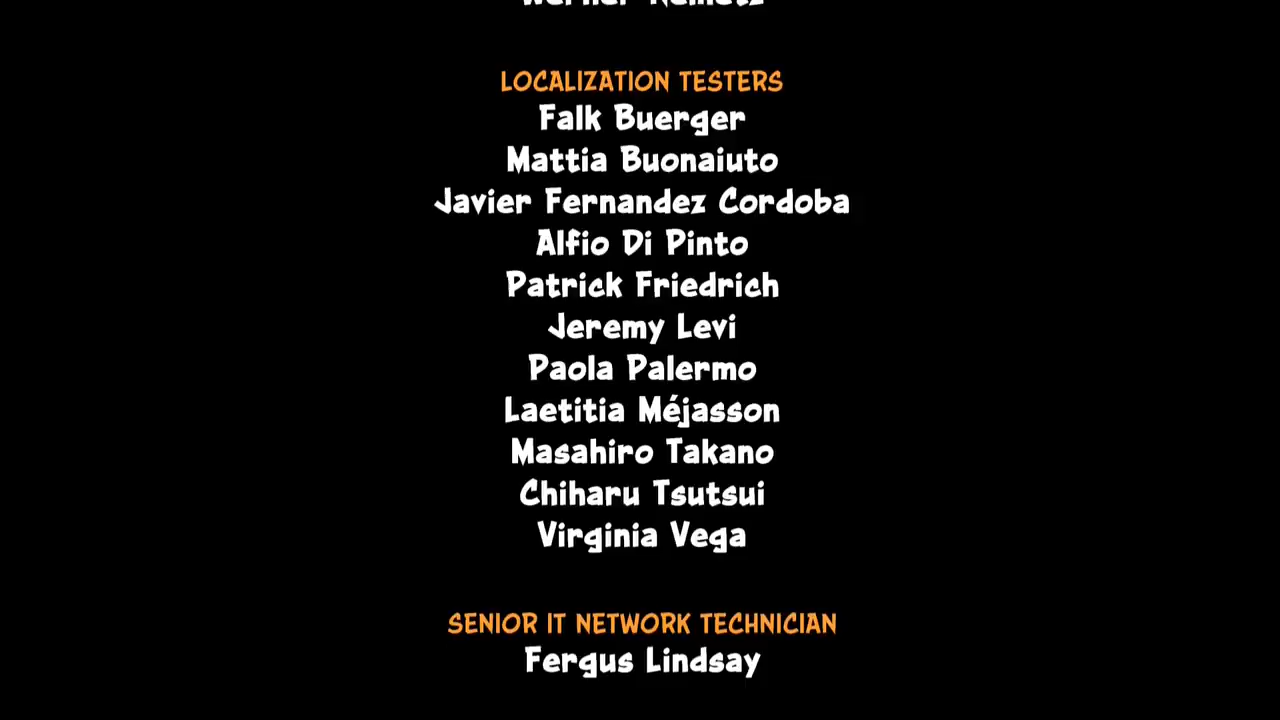 LOCALIZATION TESTERS
Falk Buerger
Mattia Buonaiuto
Javier Fernandez Cordoba
Alfio Di Pinto
Patrick Friedrich
Jeremy Levi
Paola Palermo
Laetitia Méjasson
Masahiro Takano
Chiharu Tsutsui
Virginia Vega
SENIOR IT NETWORK TECHNICIAN
Fergus Lindsay